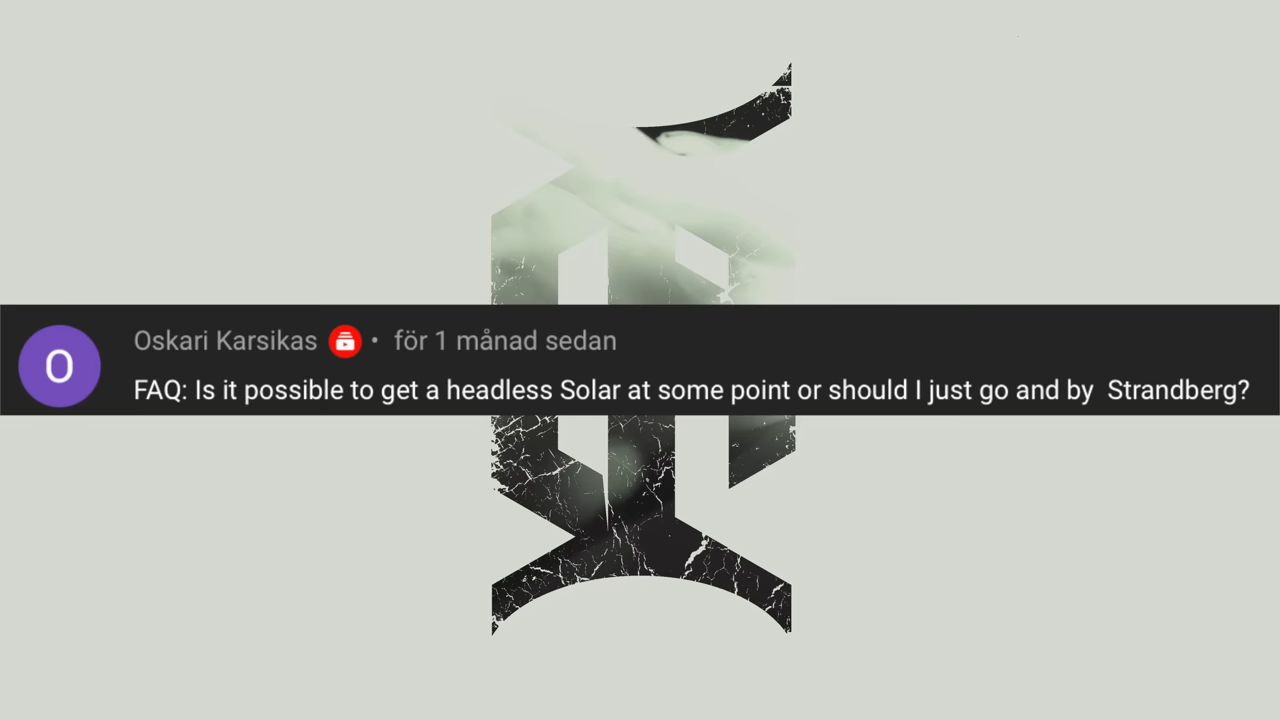 O
Oskari Karsikas • för 1 månad sedan
FAQ: Is it possible to get a headless Solar at some point or should I just go and by Strandberg?